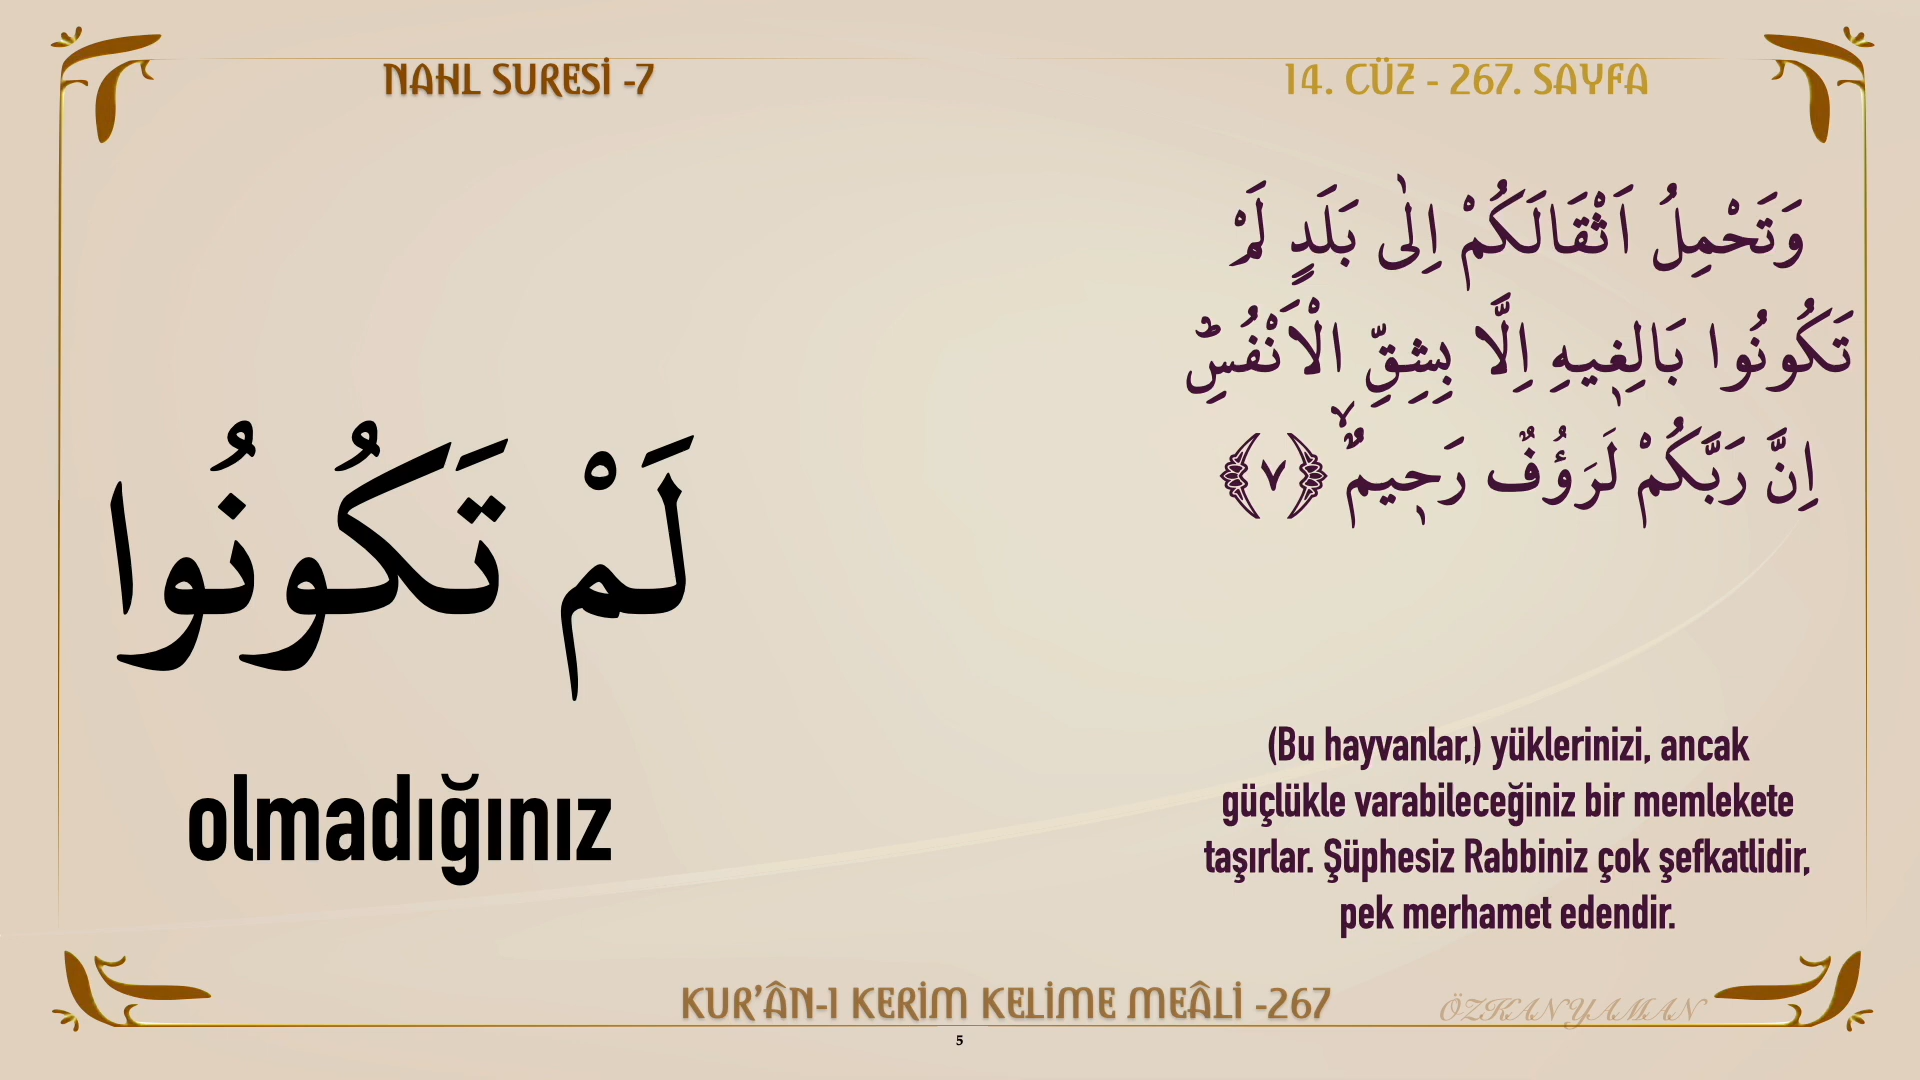 NAHL SURESİ -7
14. CÜZ - 267. SAYFA
وَتَحْمِلُ اَثْقَالَكُمْ اِلٰى بَلَدٍ لَمْ
تَكُونُوا بَالِغٖيهِ اِلَّا بِشِقِّ الْاَنْفُسِۜ
اِنَّ رَبَّكُمْ لَرَؤُفٌ رَحٖيمٌۙ ﴿٧﴾
لَمْ تَكُونُوا
olmadığınız
(Bu hayvanlar,) yüklerinizi, ancak
güçlükle varabileceğiniz bir memlekete
taşırlar. Şüphesiz Rabbiniz çok şefkatlidir,
pek merhamet edendir.
KUR’ÂN-I KERİM KELİME MEÂLİ -267
ÖZKAN YAMAN
5